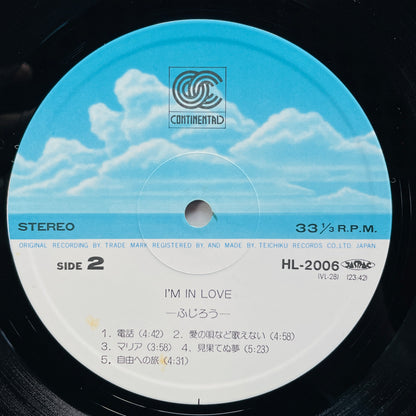 CONTINENTAL
STEREO
33 1/3 R.P.M.
ORIGINAL RECORDING BY, TRADE MARK REGISTERED BY AND MADE BY TEICHIKU RECORDS CO., LTD. JAPAN
SIDE 2
HL-2006 JASRAC
(VL-28) (23:42)
I'M IN LOVE
—ふじろう—
1. 電話 (4:42) 2. 愛の唄など歌えない (4:58)
3. マリア (3:58) 4. 見果てぬ夢 (5:23)
5. 自由への旅 (4:31)